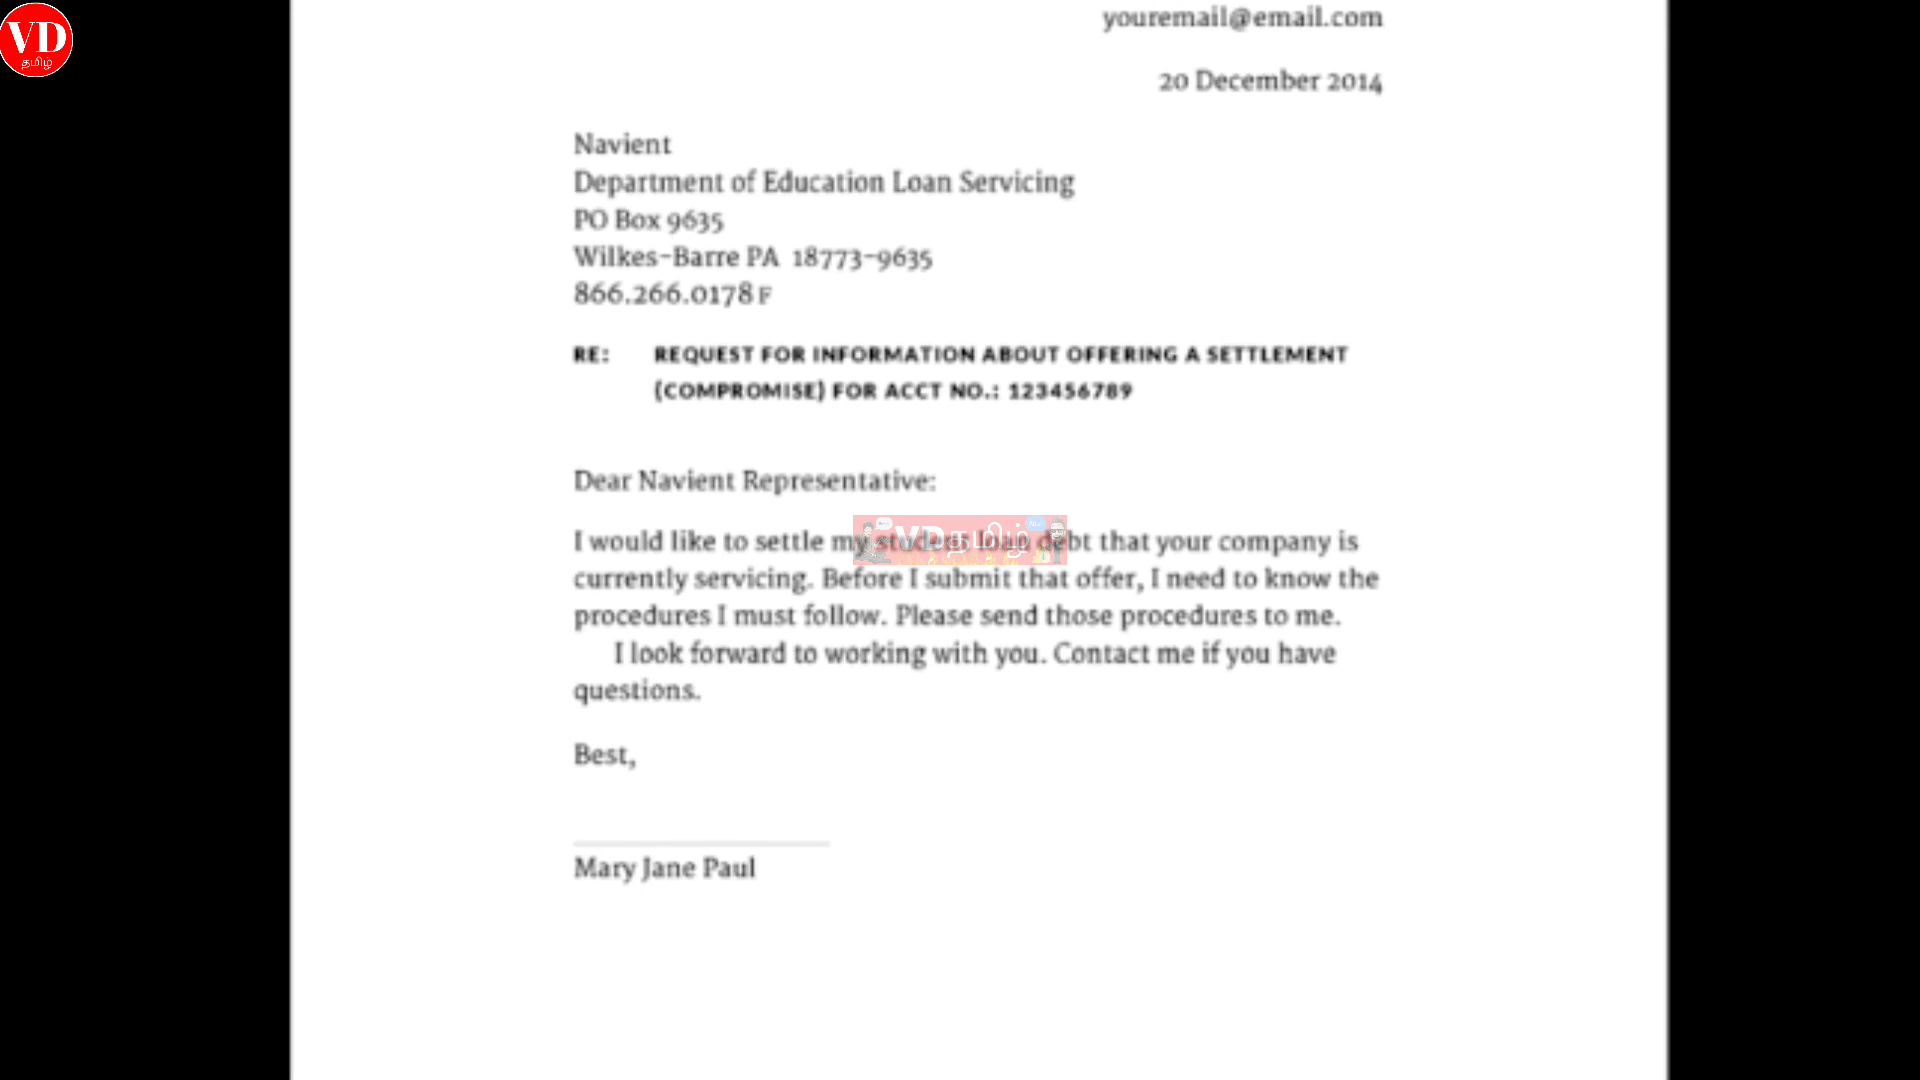 VD
தமிழ்
youremail@email.com
20 December 2014
Navient
Department of Education Loan Servicing
PO Box 9635
Wilkes-Barre PA 18773-9635
866.266.0178 F
RE: REQUEST FOR INFORMATION ABOUT OFFERING A SETTLEMENT
(COMPROMISE) FOR ACCT NO.: 123456789
Dear Navient Representative:
I would like to settle my student loan debt that your company is
VDதமிழ்
currently servicing. Before I submit that offer, I need to know the
procedures I must follow. Please send those procedures to me.
I look forward to working with you. Contact me if you have
questions.
Best,
Mary Jane Paul